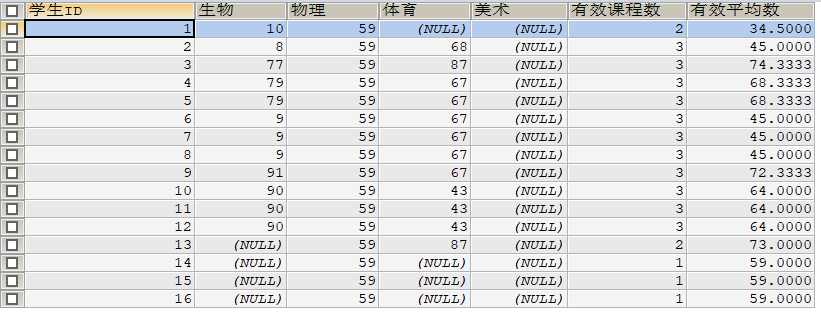 学生ID 生物 物理 体育 美术 有效课程数 有效平均数
1 10 59 (NULL) (NULL) 2 34.5000
2 8 59 68 (NULL) 3 45.0000
3 77 59 87 (NULL) 3 74.3333
4 79 59 67 (NULL) 3 68.3333
5 79 59 67 (NULL) 3 68.3333
6 9 59 67 (NULL) 3 45.0000
7 9 59 67 (NULL) 3 45.0000
8 9 59 67 (NULL) 3 45.0000
9 91 59 67 (NULL) 3 72.3333
10 90 59 43 (NULL) 3 64.0000
11 90 59 43 (NULL) 3 64.0000
12 90 59 43 (NULL) 3 64.0000
13 (NULL) 59 87 (NULL) 2 73.0000
14 (NULL) 59 (NULL) (NULL) 1 59.0000
15 (NULL) 59 (NULL) (NULL) 1 59.0000
16 (NULL) 59 (NULL) (NULL) 1 59.0000